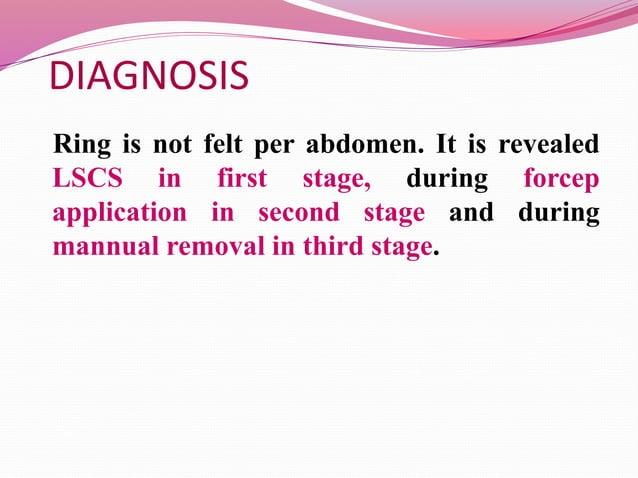 DIAGNOSIS
Ring is not felt per abdomen. It is revealed
LSCS in first stage, during forcep
application in second stage and during
mannual removal in third stage.